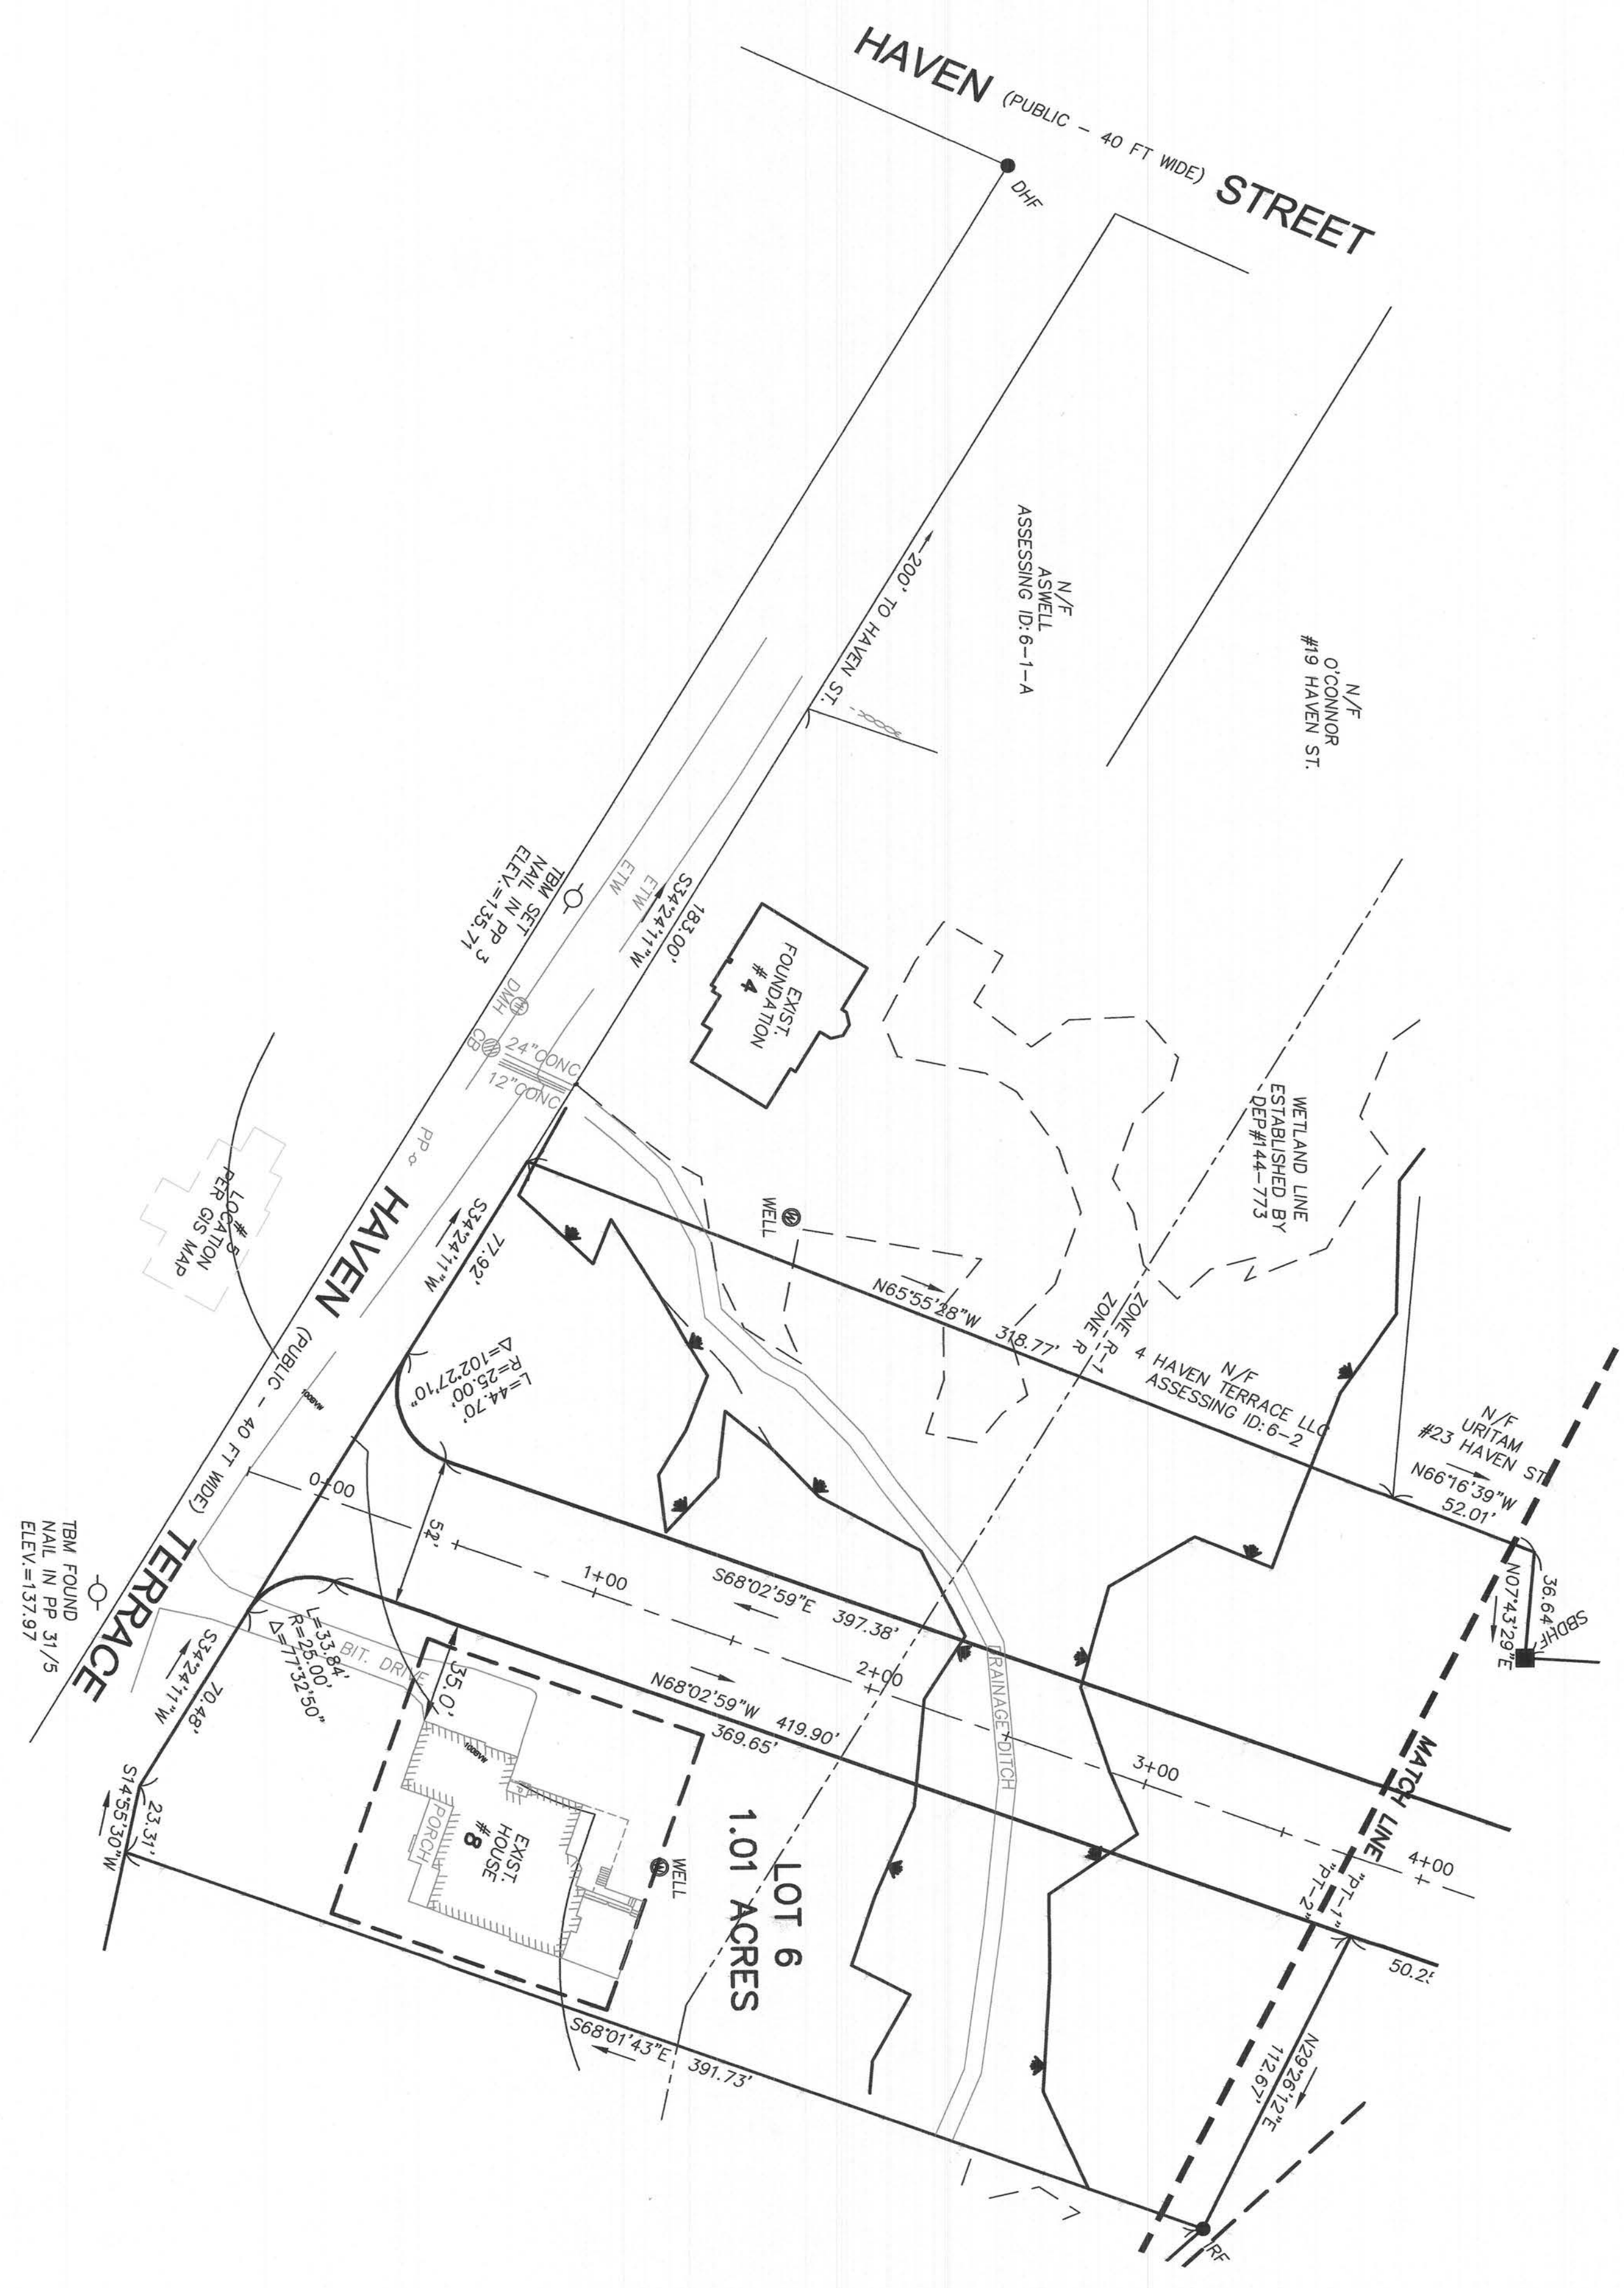 HAVEN (PUBLIC - 40 FT WIDE) STREET
DHF
←200' TO HAVEN ST.
N/F
ASWELL
ASSESSING ID:6-1-A
N/F
O'CONNOR
#19 HAVEN ST.
TBM SET
NAIL IN PP 3
ELEV.=135.71
ETW
ETW
S34°24'11"W
183.00'
EXIST.
FOUNDATION
#4
DMH
CB
24"CONC
12"CONC
PP
WETLAND LINE
ESTABLISHED BY
DEP#144-773
#5
LOCATION
PER GIS MAP
HAVEN (PUBLIC - 40 FT WIDE) TERRACE
S34°24'11"W
77.92'
WELL
N65°55'28"W 318.77'
ZONE R-1
ZONE R
N/F
4 HAVEN TERRACE LLC
ASSESSING ID:6-2
N/F
URITAM
#23 HAVEN ST
N66°16'39"W
52.01'
36.64'
N07°43'29"E
SBDHF
L=44.70'
R=25.00'
Δ=102°27'10"
100BVW
0+00
52'
1+00
S68°02'59"E 397.38'
2+00
DRAINAGE DITCH
3+00
MATCH LINE
4+00
"PT-1"
"PT-2"
50.25
TBM FOUND
NAIL IN PP 31/5
ELEV=137.97
L=33.84'
R=25.00'
Δ=77°32'50"
BIT. DRIVE
35.0'
N68°02'59"W 419.90'
369.65'
S34°24'11"W
70.48'
S14°55'30"W
23.31'
100BVW
PORCH
EXIST.
HOUSE
#8
WELL
LOT 6
1.01 ACRES
S68°01'43"E 391.73'
N29°26'12"E
112.67'
RF